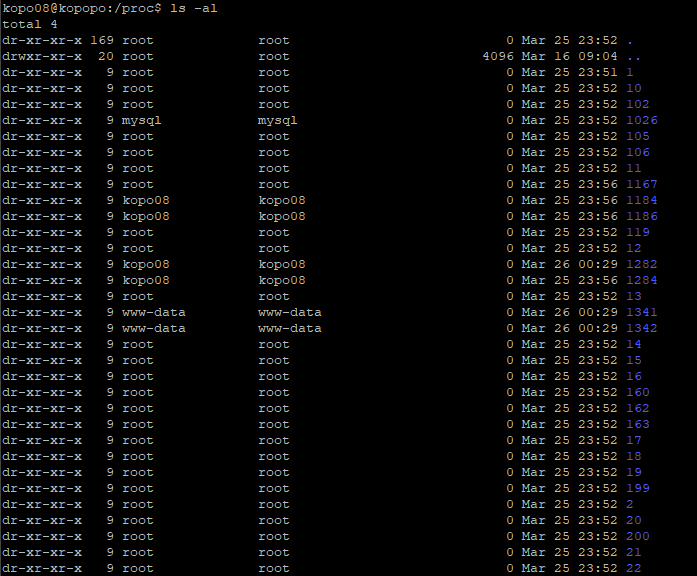 kopo08@kopopo:/proc$ ls -al
total 4
dr-xr-xr-x 169 root root 0 Mar 25 23:52 .
drwxr-xr-x 20 root root 4096 Mar 16 09:04 ..
dr-xr-xr-x 9 root root 0 Mar 25 23:51 1
dr-xr-xr-x 9 root root 0 Mar 25 23:52 10
dr-xr-xr-x 9 root root 0 Mar 25 23:52 102
dr-xr-xr-x 9 mysql mysql 0 Mar 25 23:52 1026
dr-xr-xr-x 9 root root 0 Mar 25 23:52 105
dr-xr-xr-x 9 root root 0 Mar 25 23:52 106
dr-xr-xr-x 9 root root 0 Mar 25 23:52 11
dr-xr-xr-x 9 root root 0 Mar 25 23:56 1167
dr-xr-xr-x 9 kopo08 kopo08 0 Mar 25 23:56 1184
dr-xr-xr-x 9 kopo08 kopo08 0 Mar 25 23:56 1186
dr-xr-xr-x 9 root root 0 Mar 25 23:52 119
dr-xr-xr-x 9 root root 0 Mar 25 23:52 12
dr-xr-xr-x 9 kopo08 kopo08 0 Mar 26 00:29 1282
dr-xr-xr-x 9 kopo08 kopo08 0 Mar 25 23:56 1284
dr-xr-xr-x 9 root root 0 Mar 25 23:52 13
dr-xr-xr-x 9 www-data www-data 0 Mar 26 00:29 1341
dr-xr-xr-x 9 www-data www-data 0 Mar 26 00:29 1342
dr-xr-xr-x 9 root root 0 Mar 25 23:52 14
dr-xr-xr-x 9 root root 0 Mar 25 23:52 15
dr-xr-xr-x 9 root root 0 Mar 25 23:52 16
dr-xr-xr-x 9 root root 0 Mar 25 23:52 160
dr-xr-xr-x 9 root root 0 Mar 25 23:52 162
dr-xr-xr-x 9 root root 0 Mar 25 23:52 163
dr-xr-xr-x 9 root root 0 Mar 25 23:52 17
dr-xr-xr-x 9 root root 0 Mar 25 23:52 18
dr-xr-xr-x 9 root root 0 Mar 25 23:52 19
dr-xr-xr-x 9 root root 0 Mar 25 23:52 199
dr-xr-xr-x 9 root root 0 Mar 25 23:52 2
dr-xr-xr-x 9 root root 0 Mar 25 23:52 20
dr-xr-xr-x 9 root root 0 Mar 25 23:52 200
dr-xr-xr-x 9 root root 0 Mar 25 23:52 21
dr-xr-xr-x 9 root root 0 Mar 25 23:52 22